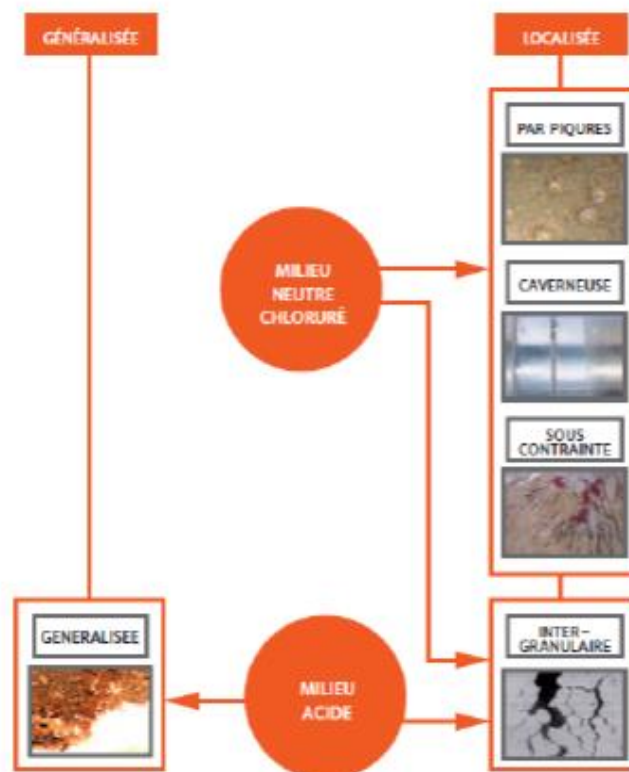 GÉNÉRALISÉE
LOCALISÉE
PAR PIQURES
MILIEU
NEUTRE
CHLORURÉ
CAVERNEUSE
SOUS
CONTRAINTE
GENERALISEE
MILIEU
ACIDE
INTER-
GRANULAIRE